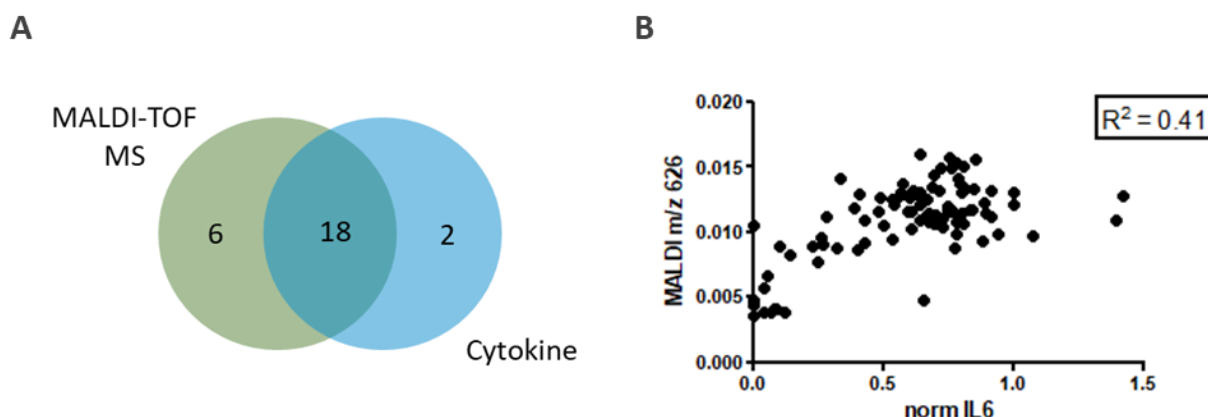 A
MALDI-TOF
MS
6
18
2
Cytokine
B
R² = 0.41
MALDI m/z 626
0.020
0.015
0.010
0.005
0.000
0.0
0.5
1.0
1.5
norm IL6